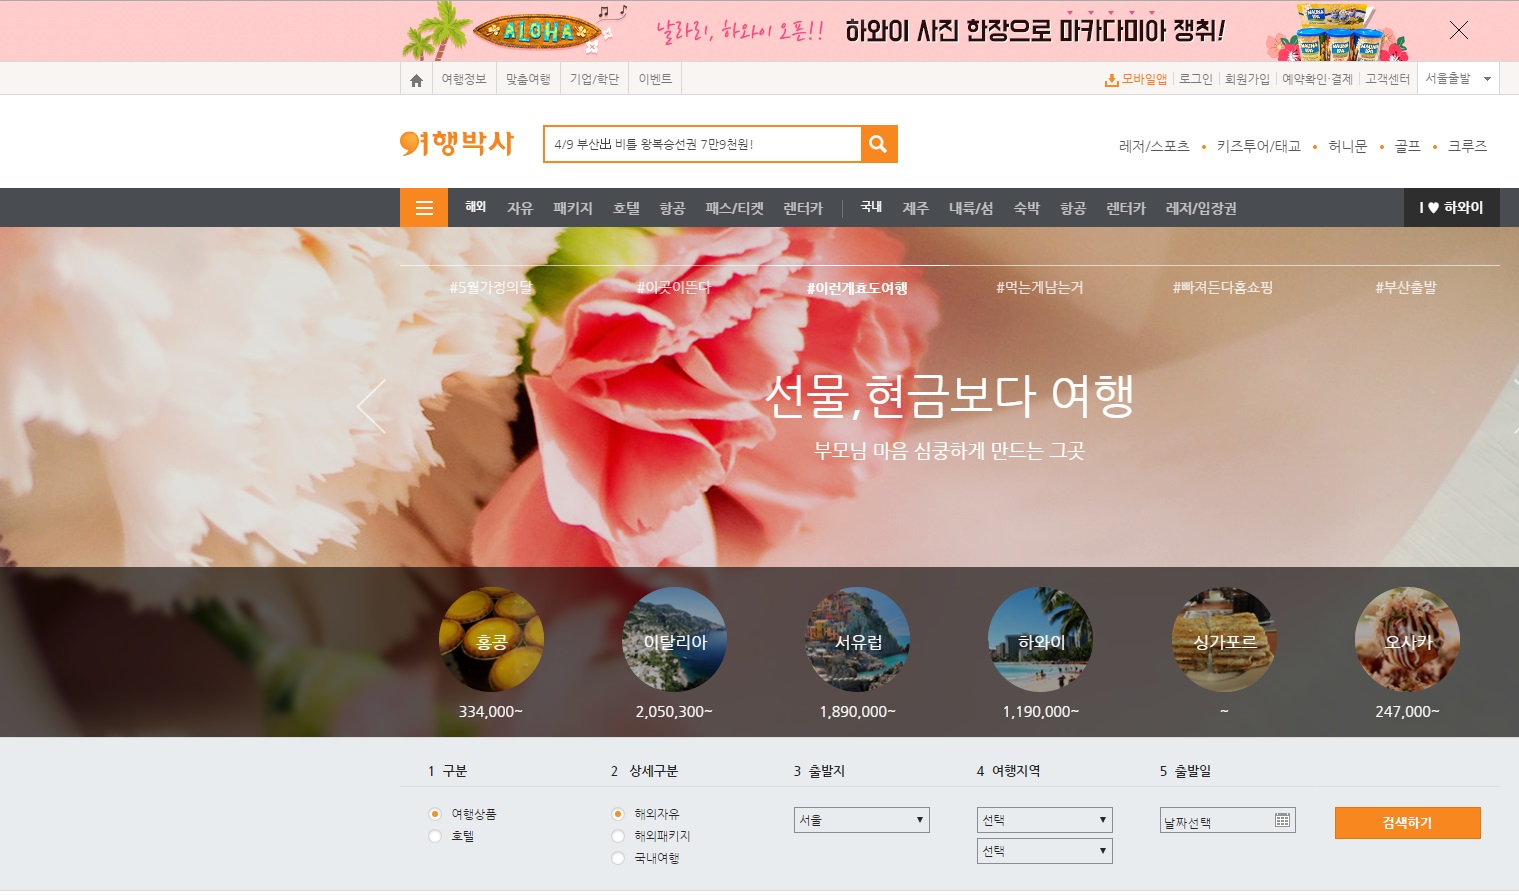 ALOHA 날라리, 하와이 오픈!! 하와이 사진 한장으로 마카다미아 쟁취!
여행정보 맞춤여행 기업/학단 이벤트 모바일앱 로그인 회원가입 예약확인·결제 고객센터 서울출발
여행박사 4/9 부산出 비틀 왕복승선권 7만9천원! 레저/스포츠 • 키즈투어/태교 • 허니문 • 골프 • 크루즈
해외 자유 패키지 호텔 항공 패스/티켓 렌터카 국내 제주 내륙/섬 숙박 항공 렌터카 레저/입장권 I ♥ 하와이
#5월가정의달 #이곳이뜬다 #이런게효도여행 #먹는게남는거 #빠져든다홈쇼핑 #부산출발
선물,현금보다 여행
부모님 마음 심쿵하게 만드는 그곳
홍콩 이탈리아 서유럽 하와이 싱가포르 오사카
334,000~ 2,050,300~ 1,890,000~ 1,190,000~ ~ 247,000~
1 구분 2 상세구분 3 출발지 4 여행지역 5 출발일
여행상품 해외자유 서울 선택 날짜선택 검색하기
호텔 해외패키지 선택
국내여행